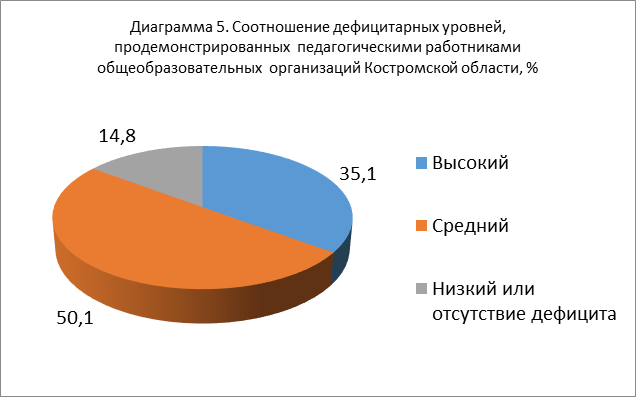 Диаграмма 5. Соотношение дефицитарных уровней,
продемонстрированных педагогическими работниками
общеобразовательных организаций Костромской области, %
14,8
35,1
50,1
Высокий
Средний
Низкий или
отсутствие дефицита